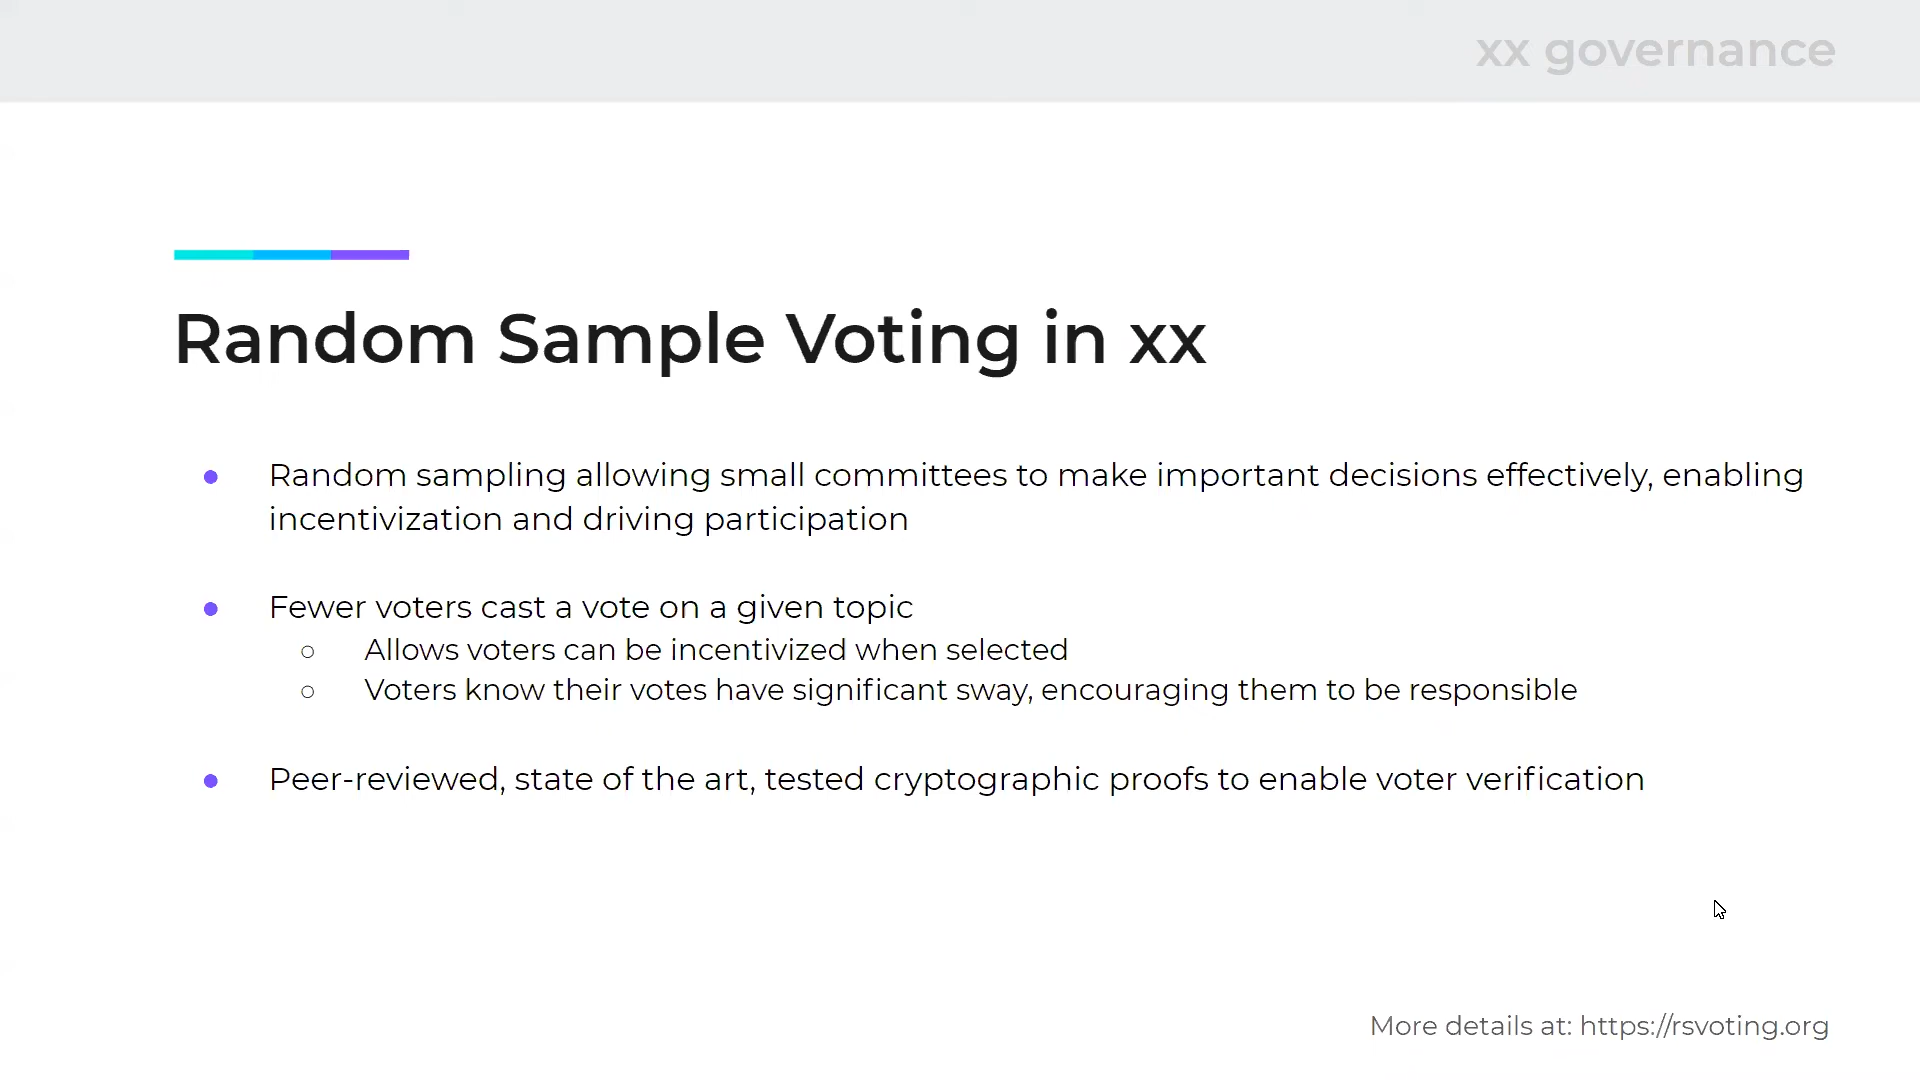 xx governance
Random Sample Voting in xx
● Random sampling allowing small committees to make important decisions effectively, enabling
incentivization and driving participation
● Fewer voters cast a vote on a given topic
○ Allows voters can be incentivized when selected
○ Voters know their votes have significant sway, encouraging them to be responsible
● Peer-reviewed, state of the art, tested cryptographic proofs to enable voter verification
More details at: https://rsvoting.org